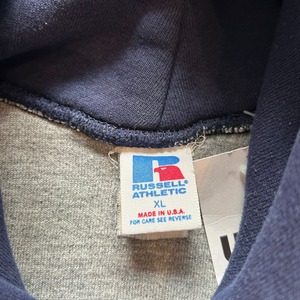 R
RUSSELL
ATHLETIC
XL
MADE IN U.S.A.
FOR CARE SEE REVERSE